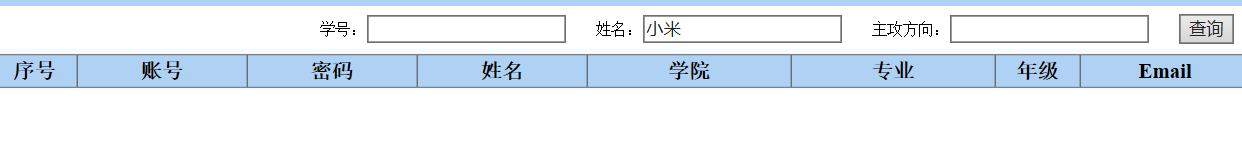 学号： 姓名：小米 主攻方向： 查询
序号 账号 密码 姓名 学院 专业 年级 Email